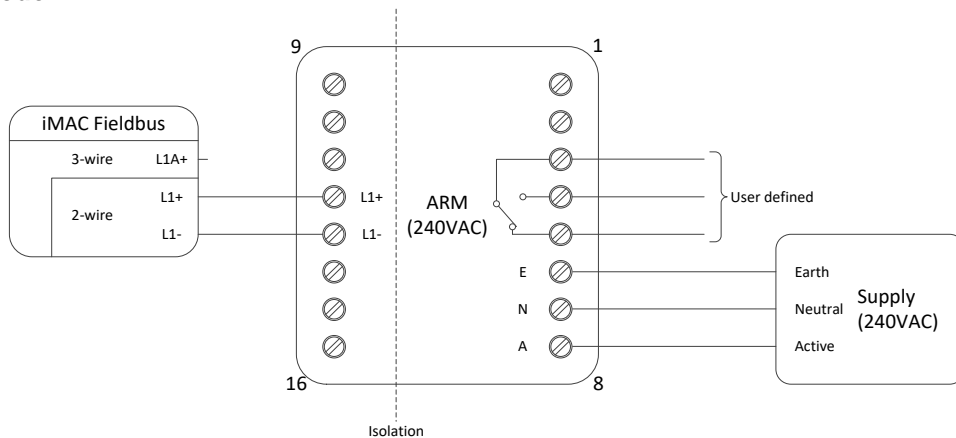 9
1
iMAC Fieldbus
3-wire
L1A+
2-wire
L1+
L1-
L1+
L1-
ARM
(240VAC)
User defined
E
N
A
Earth
Neutral
Active
Supply
(240VAC)
16
8
Isolation